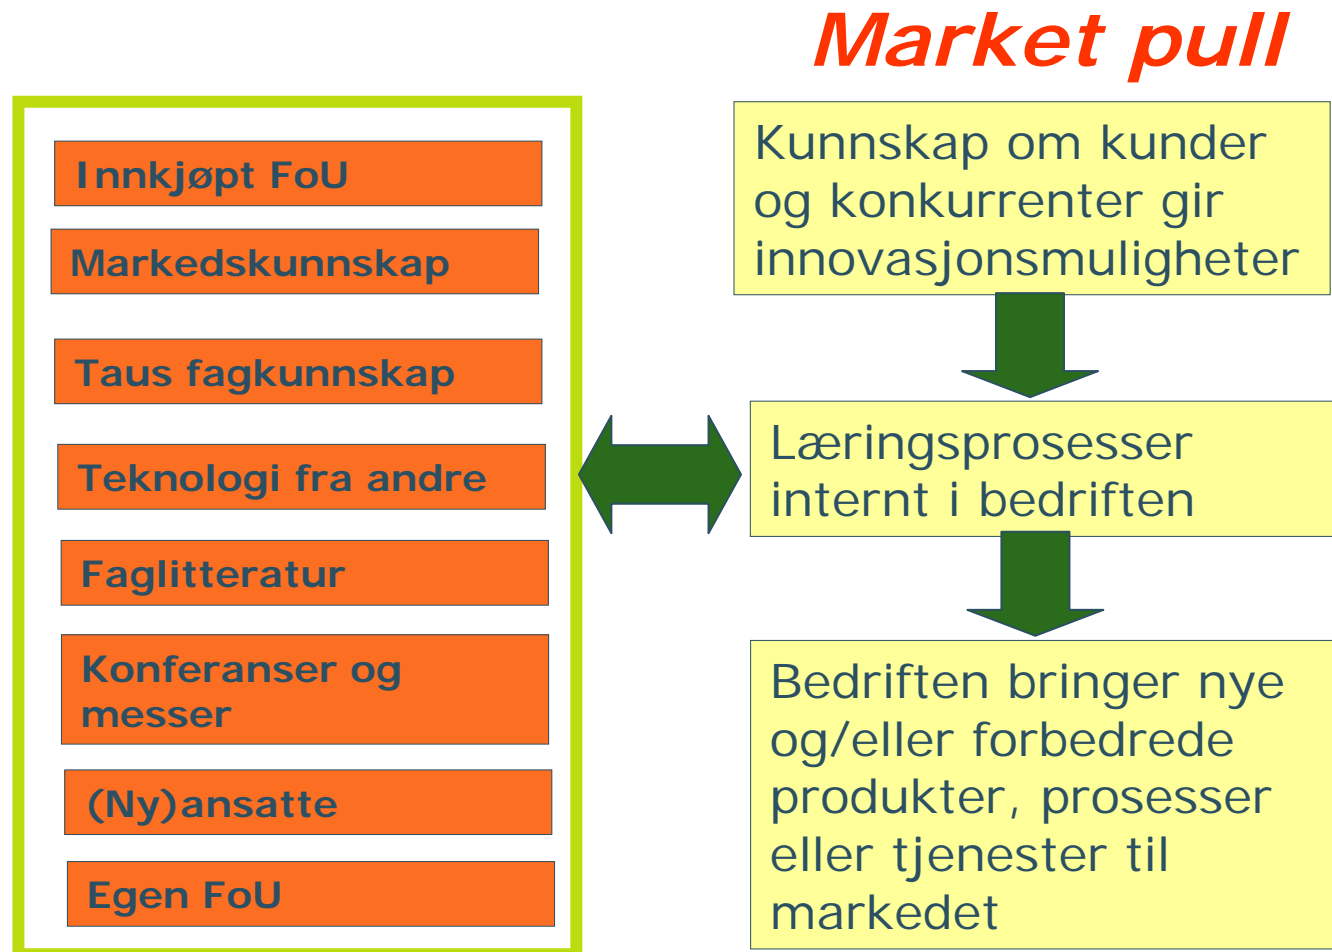 Market pull
Innkjøpt FoU
Markedskunnskap
Taus fagkunnskap
Teknologi fra andre
Faglitteratur
Konferanser og
messer
(Ny)ansatte
Egen FoU
Kunnskap om kunder
og konkurrenter gir
innovasjonsmuligheter
Læringsprosesser
internt i bedriften
Bedriften bringer nye
og/eller forbedrede
produkter, prosesser
eller tjenester til
markedet